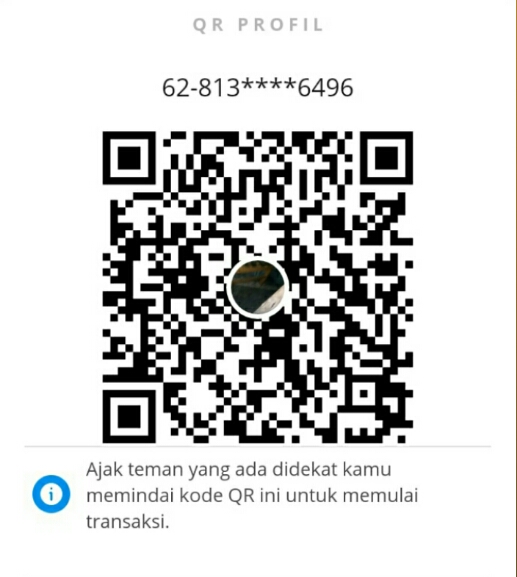 QR PROFIL
62-813****6496
Ajak teman yang ada didekat kamu
memindai kode QR ini untuk memulai
transaksi.